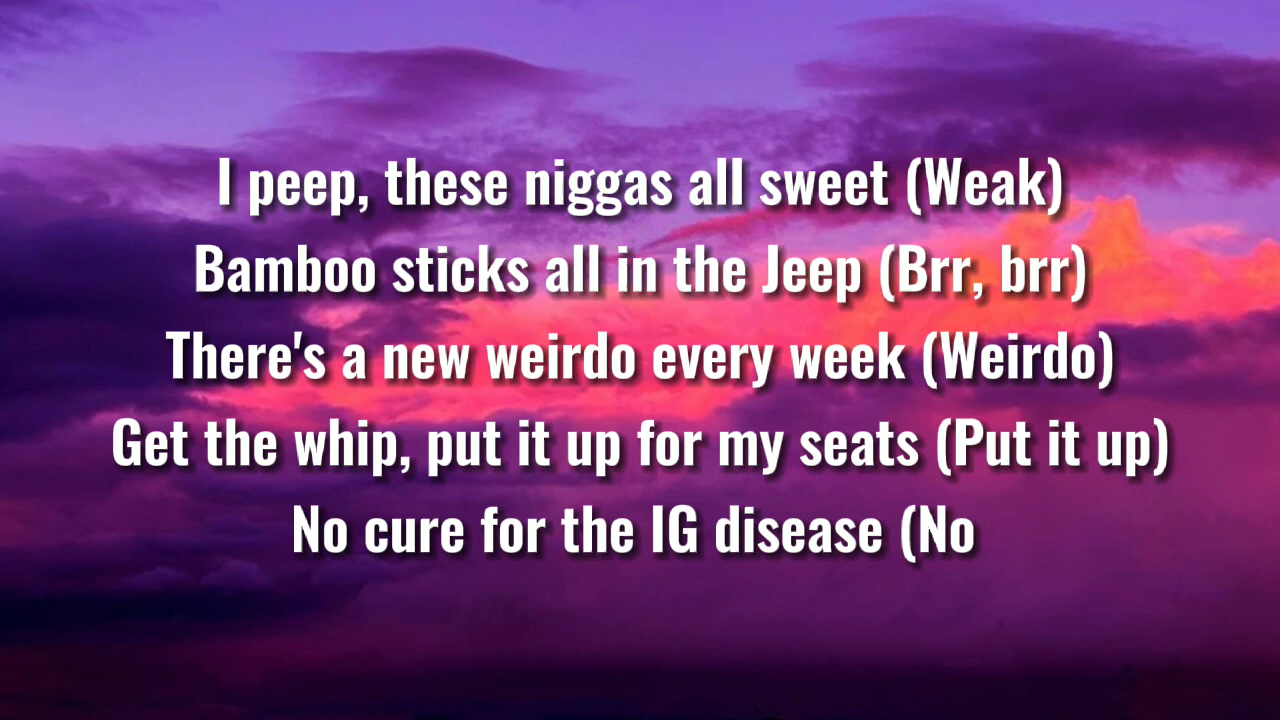 I peep, these niggas all sweet (Weak)
Bamboo sticks all in the Jeep (Brr, brr)
There's a new weirdo every week (Weirdo)
Get the whip, put it up for my seats (Put it up)
No cure for the IG disease (No